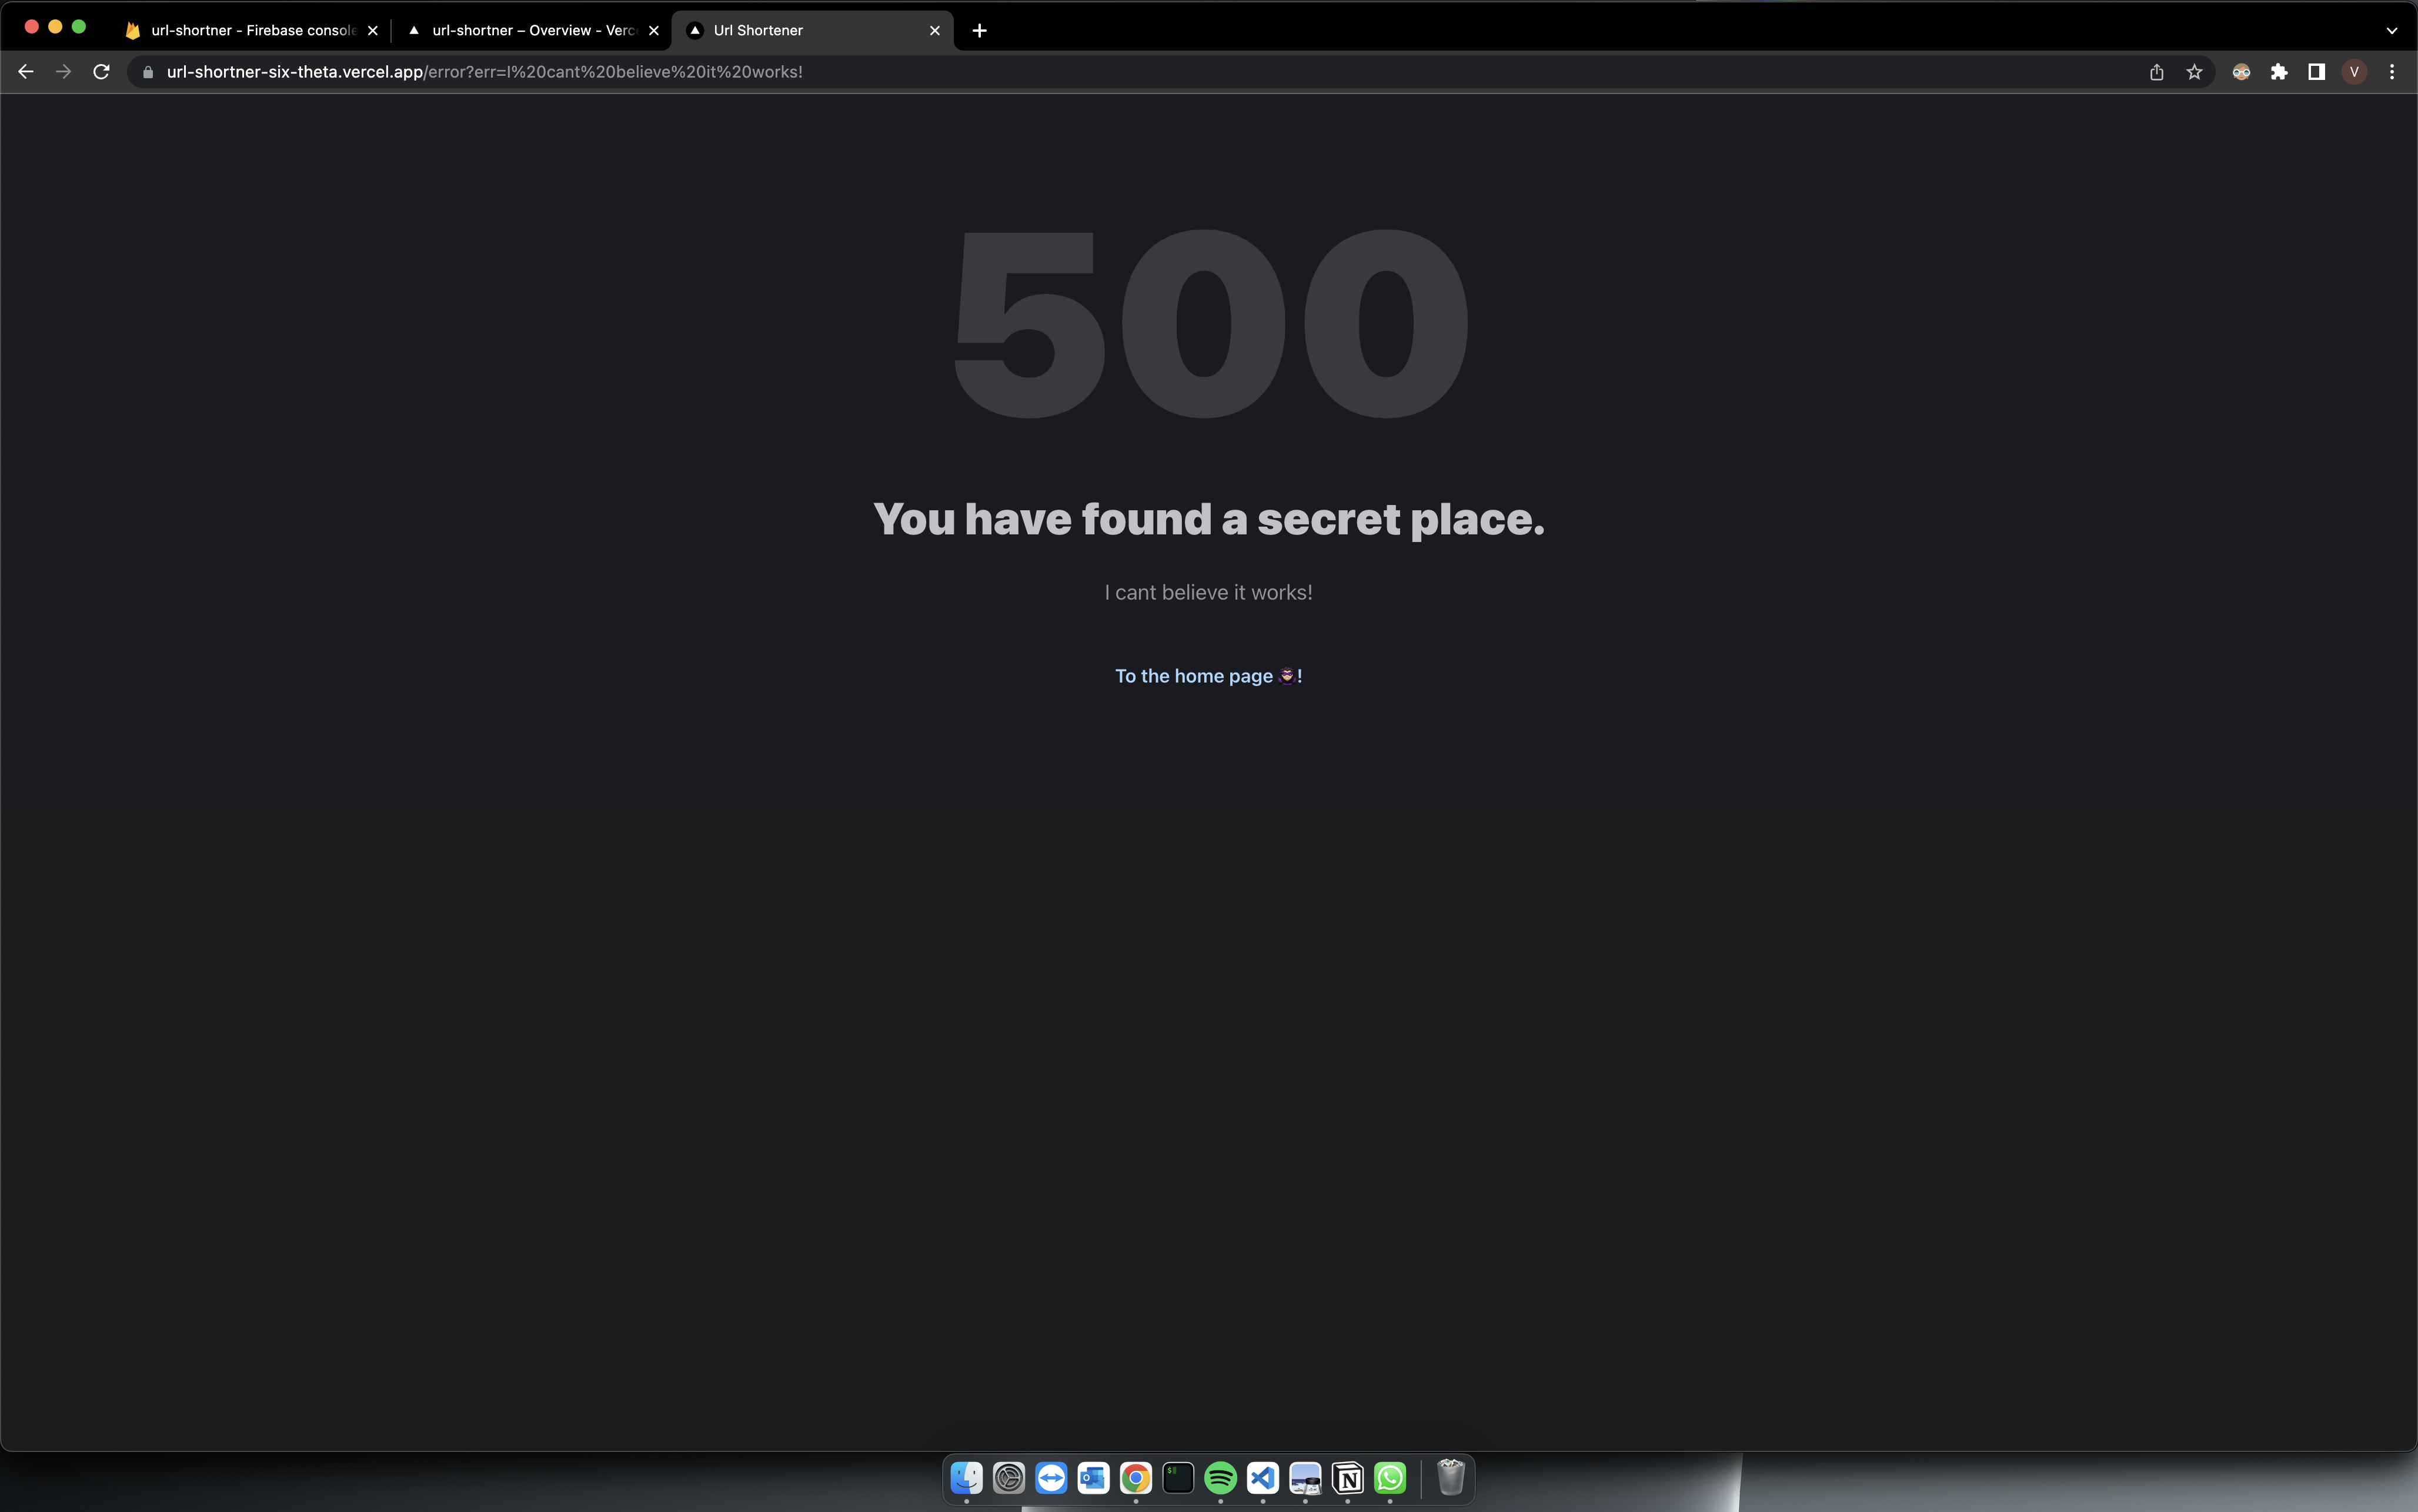 url-shortner - Firebase console
url-shortner – Overview - Verc
Url Shortener
url-shortner-six-theta.vercel.app/error?err=I%20cant%20believe%20it%20works!
V
500
You have found a secret place.
I cant believe it works!
To the home page 🦹🏻!